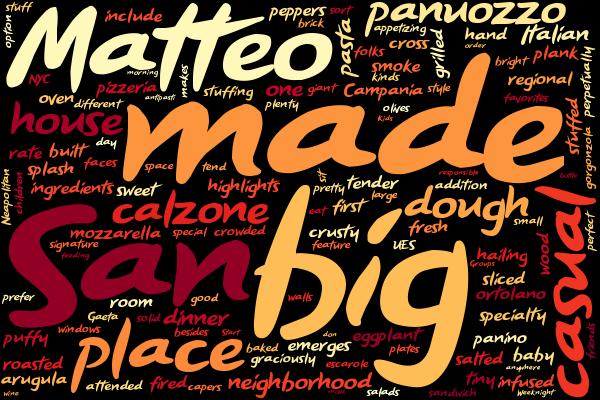 stuff
option
Matteo
include
peppers
sort
brick
panuozzo
appetizing
folks
cross
hand
Italian
order
pasta
grilled
NYC
morning
makes
pizzeria
antipasti
stuffing
oven
different
one
giant
plenty
smoke
kinds
Campania
style
bright
plank
regional
favorites
Perpetually
stuffed
gorgonzola
house
day
made
olives
kids
rate
built
faces
splash
space
tend
sit
ingredients
sweet
highlights
pretty
tender
large
addition
responsible
butter
Neapolitan
children
calzone
eat
first
dough
small
perfect
San
mozzarella
special
crowded
signature
feeding
crusty
feature
UES
fresh
big
hailing
Groups
wood
casual
sliced
ortolano
specialty
prefer
room
good
walls
Gaeta
solid
dinner
windows
besides
Start
don
eggplant
plates
panino
friends
puffy
place
baked
emerges
graciously
escarole
salted
baby
anywhere
roasted
arugula
attended
fired
capers
neighborhood
salads
sandwich
tiny
infused
Weeknight
wine